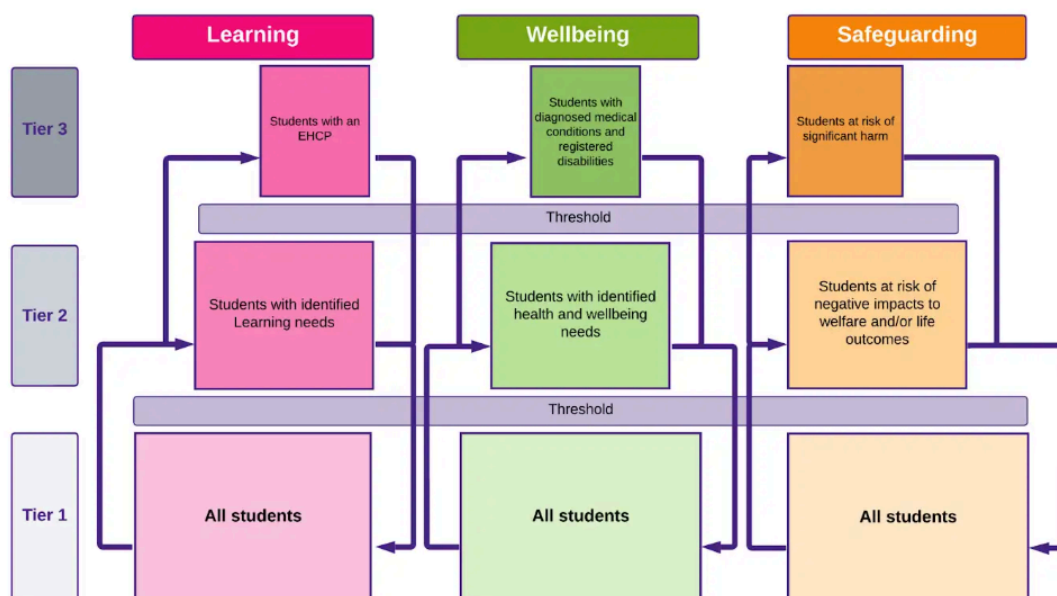 Learning
Wellbeing
Safeguarding
Tier 3
Students with an
EHCP
Students with
diagnosed medical
conditions and
registered
disabilities
Students at risk of
significant harm
Threshold
Tier 2
Students with identified
Learning needs
Students with identified
health and wellbeing
needs
Students at risk of
negative impacts to
welfare and/or life
outcomes
Threshold
Tier 1
All students
All students
All students